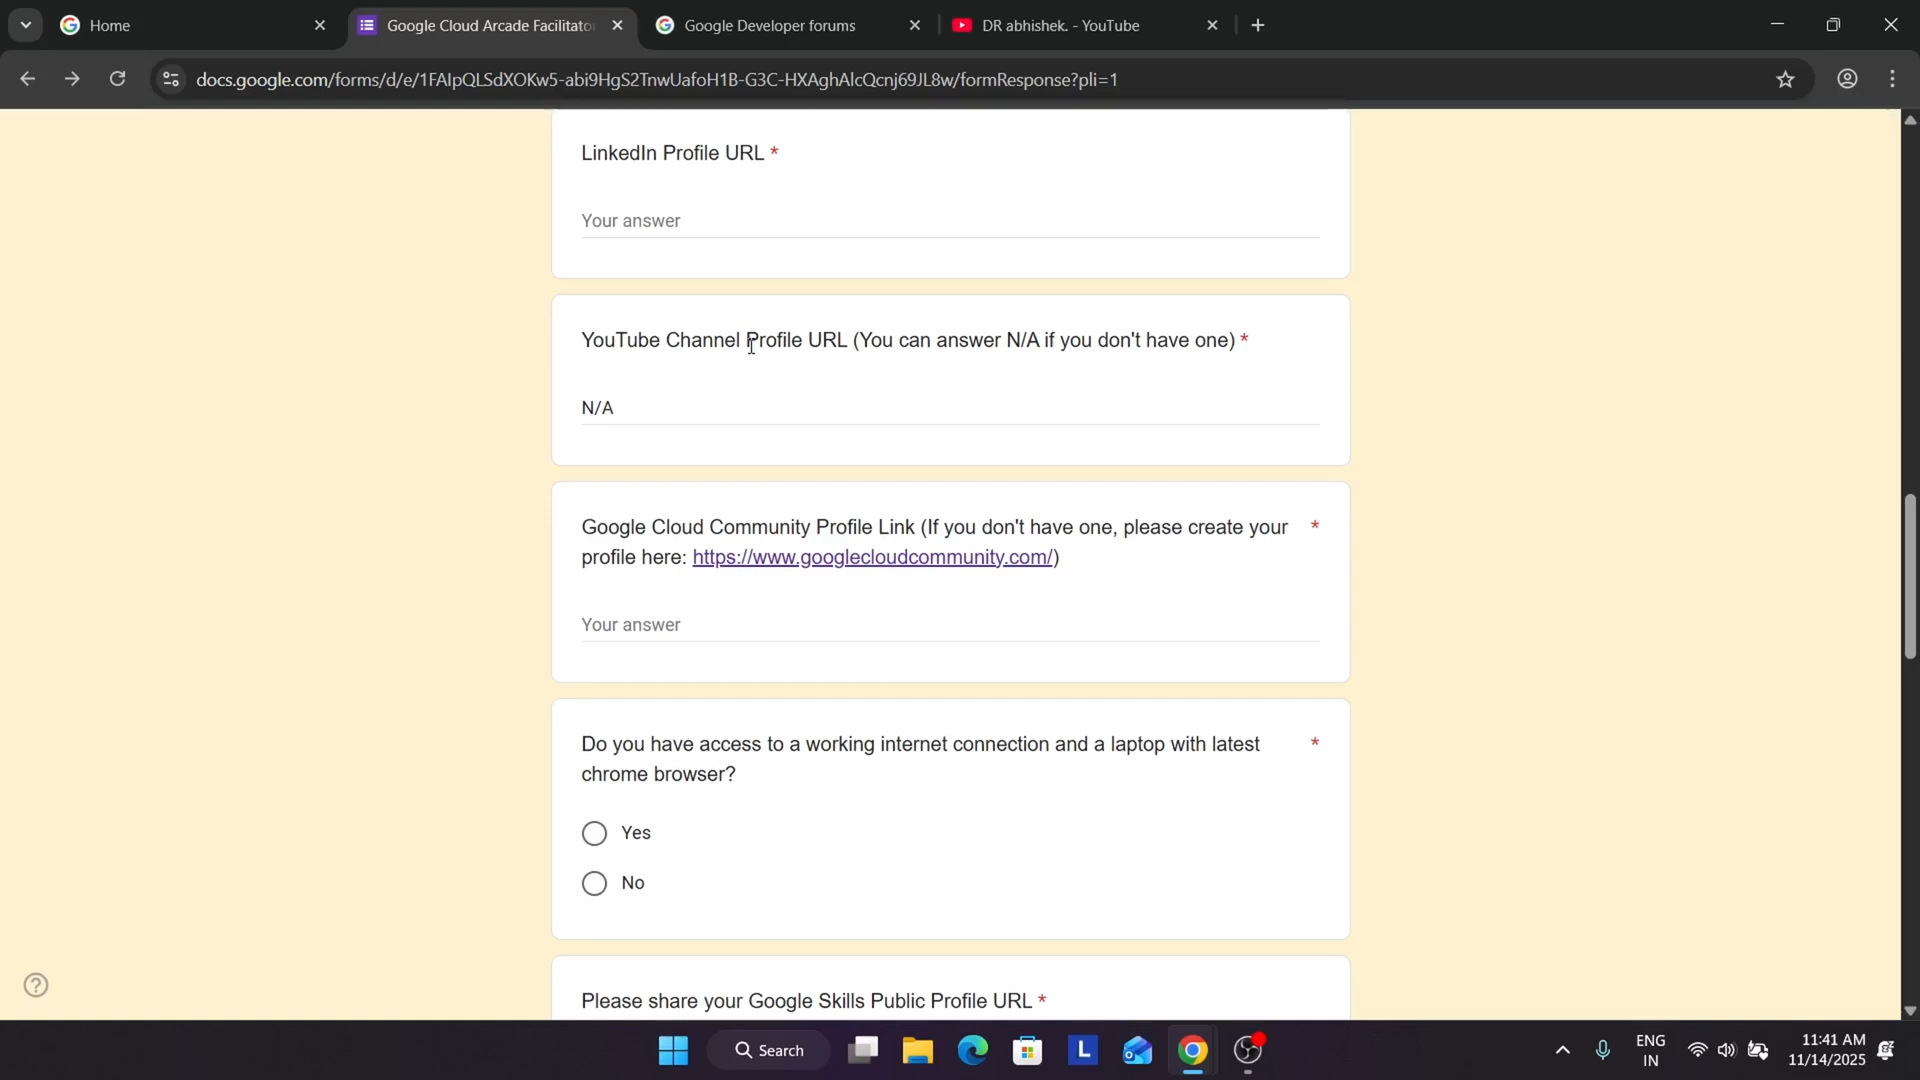 Home
Google Cloud Arcade Facilitato
Google Developer forums
DR abhishek. - YouTube
docs.google.com/forms/d/e/1FAIpQLSdXOKw5-abi9HgS2TnwUafoH1B-G3C-HXAghAlcQcnj69JL8w/formResponse?pli=1
LinkedIn Profile URL *
Your answer
YouTube Channel Profile URL (You can answer N/A if you don't have one) *
N/A
Google Cloud Community Profile Link (If you don't have one, please create your *
profile here: https://www.googlecloudcommunity.com/)
Your answer
Do you have access to a working internet connection and a laptop with latest *
chrome browser?
Yes
No
Please share your Google Skills Public Profile URL *
Search
L
ENG
IN
11:41 AM
11/14/2025